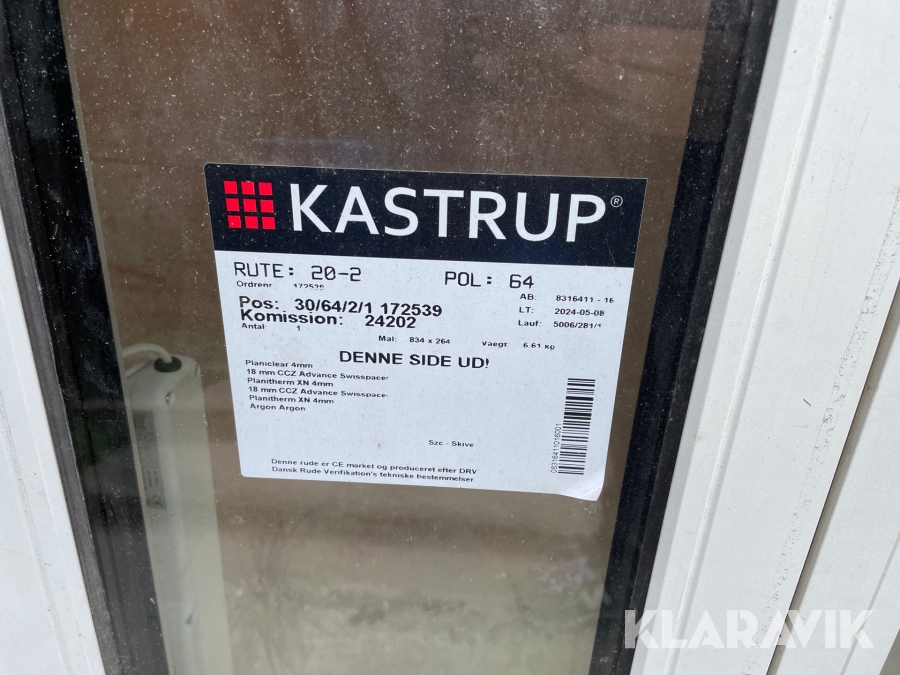 KASTRUP®
RUTE: 20-2 POL: 64
Ordrenr 172539
AB: 8316411 - 16
Pos: 30/64/2/1 172539
LT: 2024-05-08
Komission: 24202
Lauf: 5006/281/1
Antal 1
Mal: 834 x 264 Vaegt 6.61 KG
DENNE SIDE UD!
Planiclear 4mm
18 mm CCZ Advance Swisspacer
Planitherm XN 4mm
18 mm CCZ Advance Swisspacer
Planitherm XN 4mm
Argon Argon
08316411016001
Szc - Skive
Denne rude er CE market og produceret efter DRV
Dansk Rude Verifikation's tekniske bestemmelser
KLARAVIK